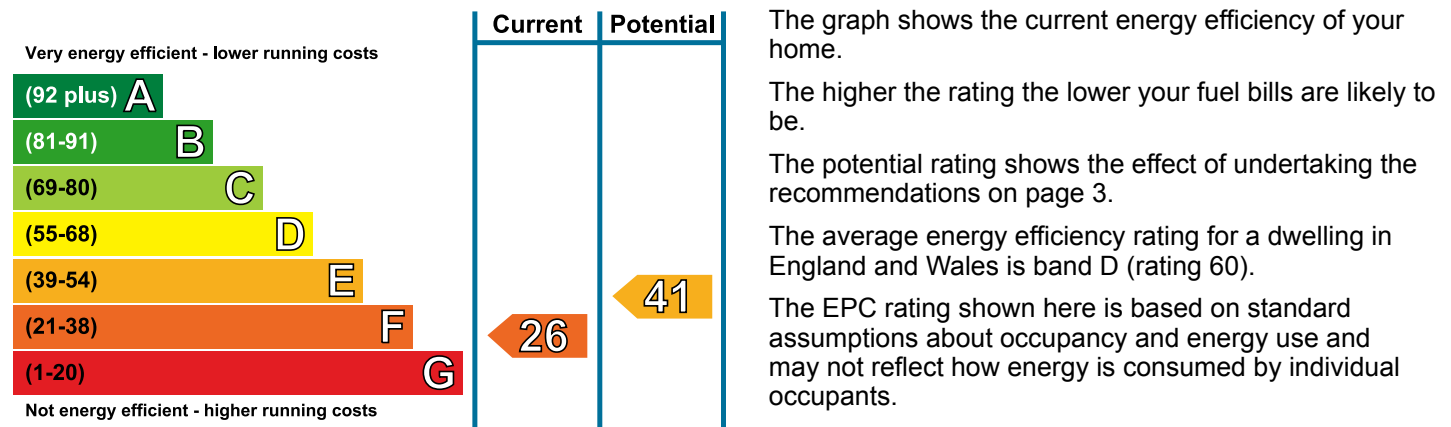 Current Potential
Very energy efficient - lower running costs
(92 plus) A
(81-91) B
(69-80) C
(55-68) D
(39-54) E
41
(21-38) F
26
(1-20) G
Not energy efficient - higher running costs
The graph shows the current energy efficiency of your
home.
The higher the rating the lower your fuel bills are likely to
be.
The potential rating shows the effect of undertaking the
recommendations on page 3.
The average energy efficiency rating for a dwelling in
England and Wales is band D (rating 60).
The EPC rating shown here is based on standard
assumptions about occupancy and energy use and
may not reflect how energy is consumed by individual
occupants.